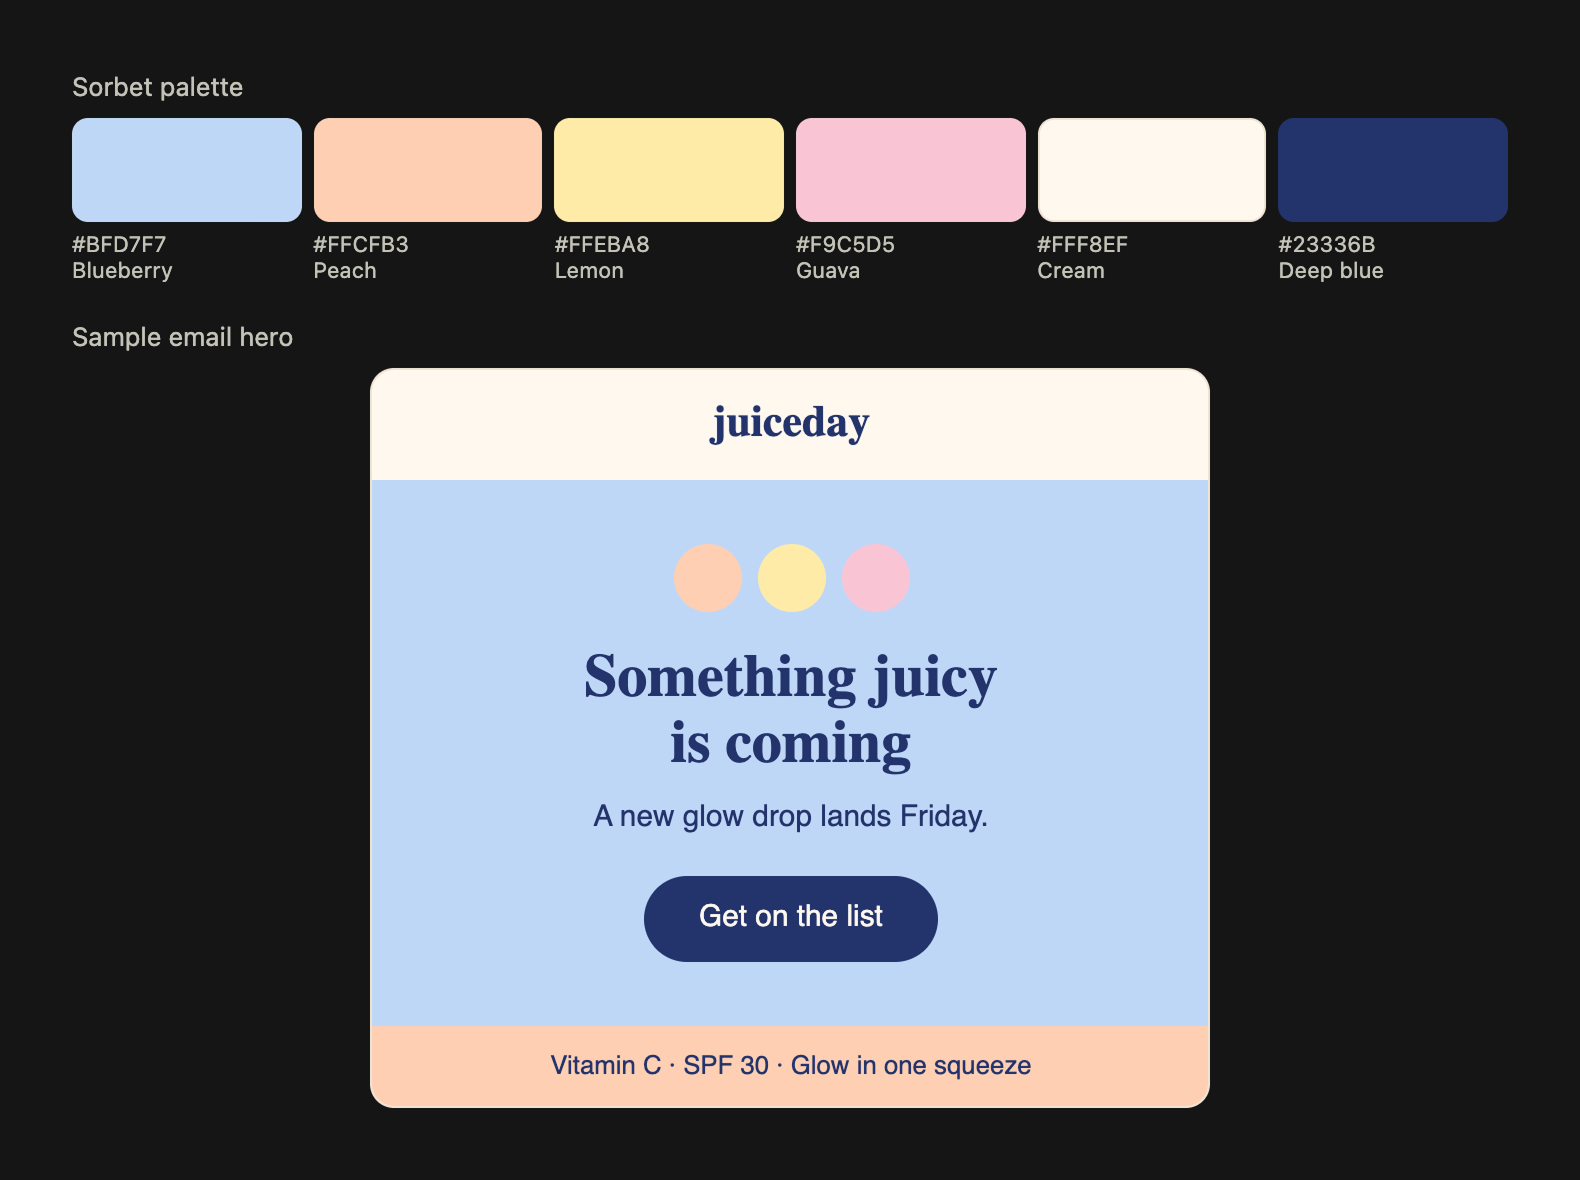 Sorbet palette
#BFD7F7
Blueberry
#FFCFB3
Peach
#FFEBA8
Lemon
#F9C5D5
Guava
#FFF8EF
Cream
#23336B
Deep blue
Sample email hero
juiceday
Something juicy
is coming
A new glow drop lands Friday.
Get on the list
Vitamin C · SPF 30 · Glow in one squeeze